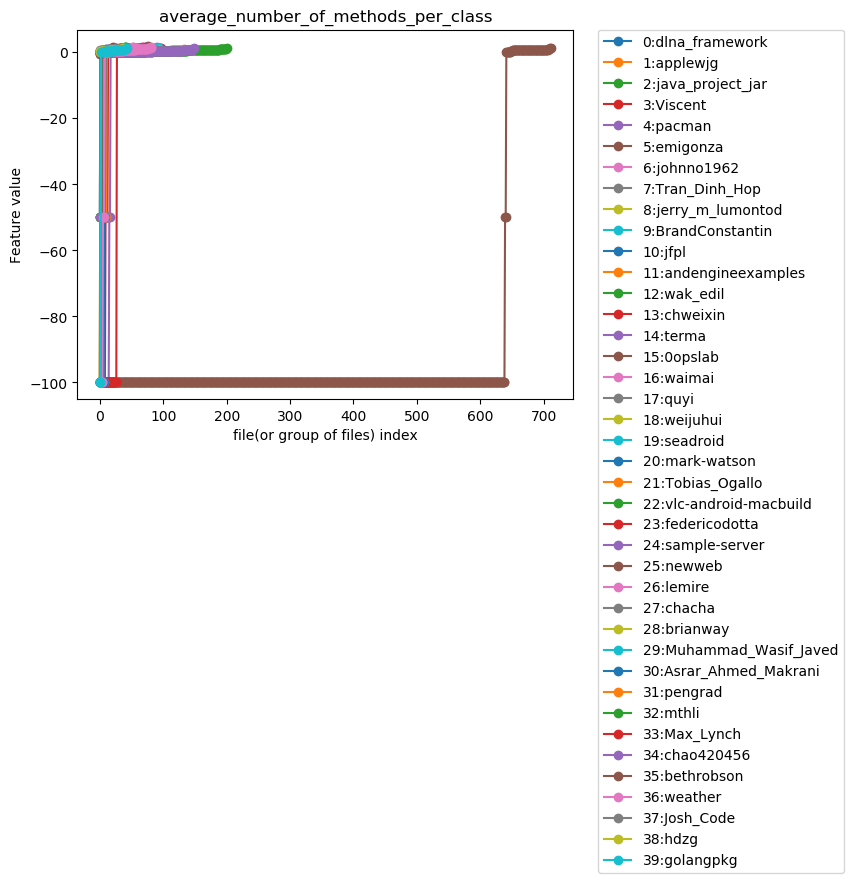 average_number_of_methods_per_class
0
−20
−40
−60
−80
−100
Feature value
0
100
200
300
400
500
600
700
file(or group of files) index
0:dlna_framework
1:applewjg
2:java_project_jar
3:Viscent
4:pacman
5:emigonza
6:johnno1962
7:Tran_Dinh_Hop
8:jerry_m_lumontod
9:BrandConstantin
10:jfpl
11:andengineexamples
12:wak_edil
13:chweixin
14:terma
15:0opslab
16:waimai
17:quyi
18:weijuhui
19:seadroid
20:mark-watson
21:Tobias_Ogallo
22:vlc-android-macbuild
23:federicodotta
24:sample-server
25:newweb
26:lemire
27:chacha
28:brianway
29:Muhammad_Wasif_Javed
30:Asrar_Ahmed_Makrani
31:pengrad
32:mthli
33:Max_Lynch
34:chao420456
35:bethrobson
36:weather
37:Josh_Code
38:hdzg
39:golangpkg